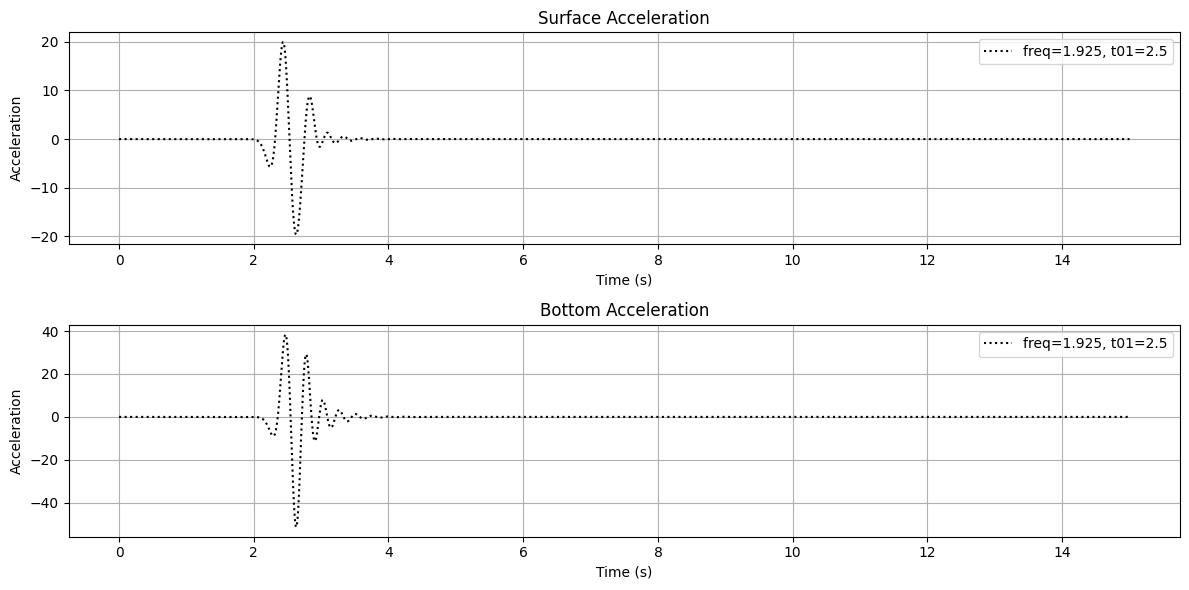 Surface Acceleration
freq=1.925, t01=2.5
20
10
0
−10
−20
Acceleration
0 2 4 6 8 10 12 14
Time (s)
Bottom Acceleration
freq=1.925, t01=2.5
40
20
0
−20
−40
Acceleration
0 2 4 6 8 10 12 14
Time (s)